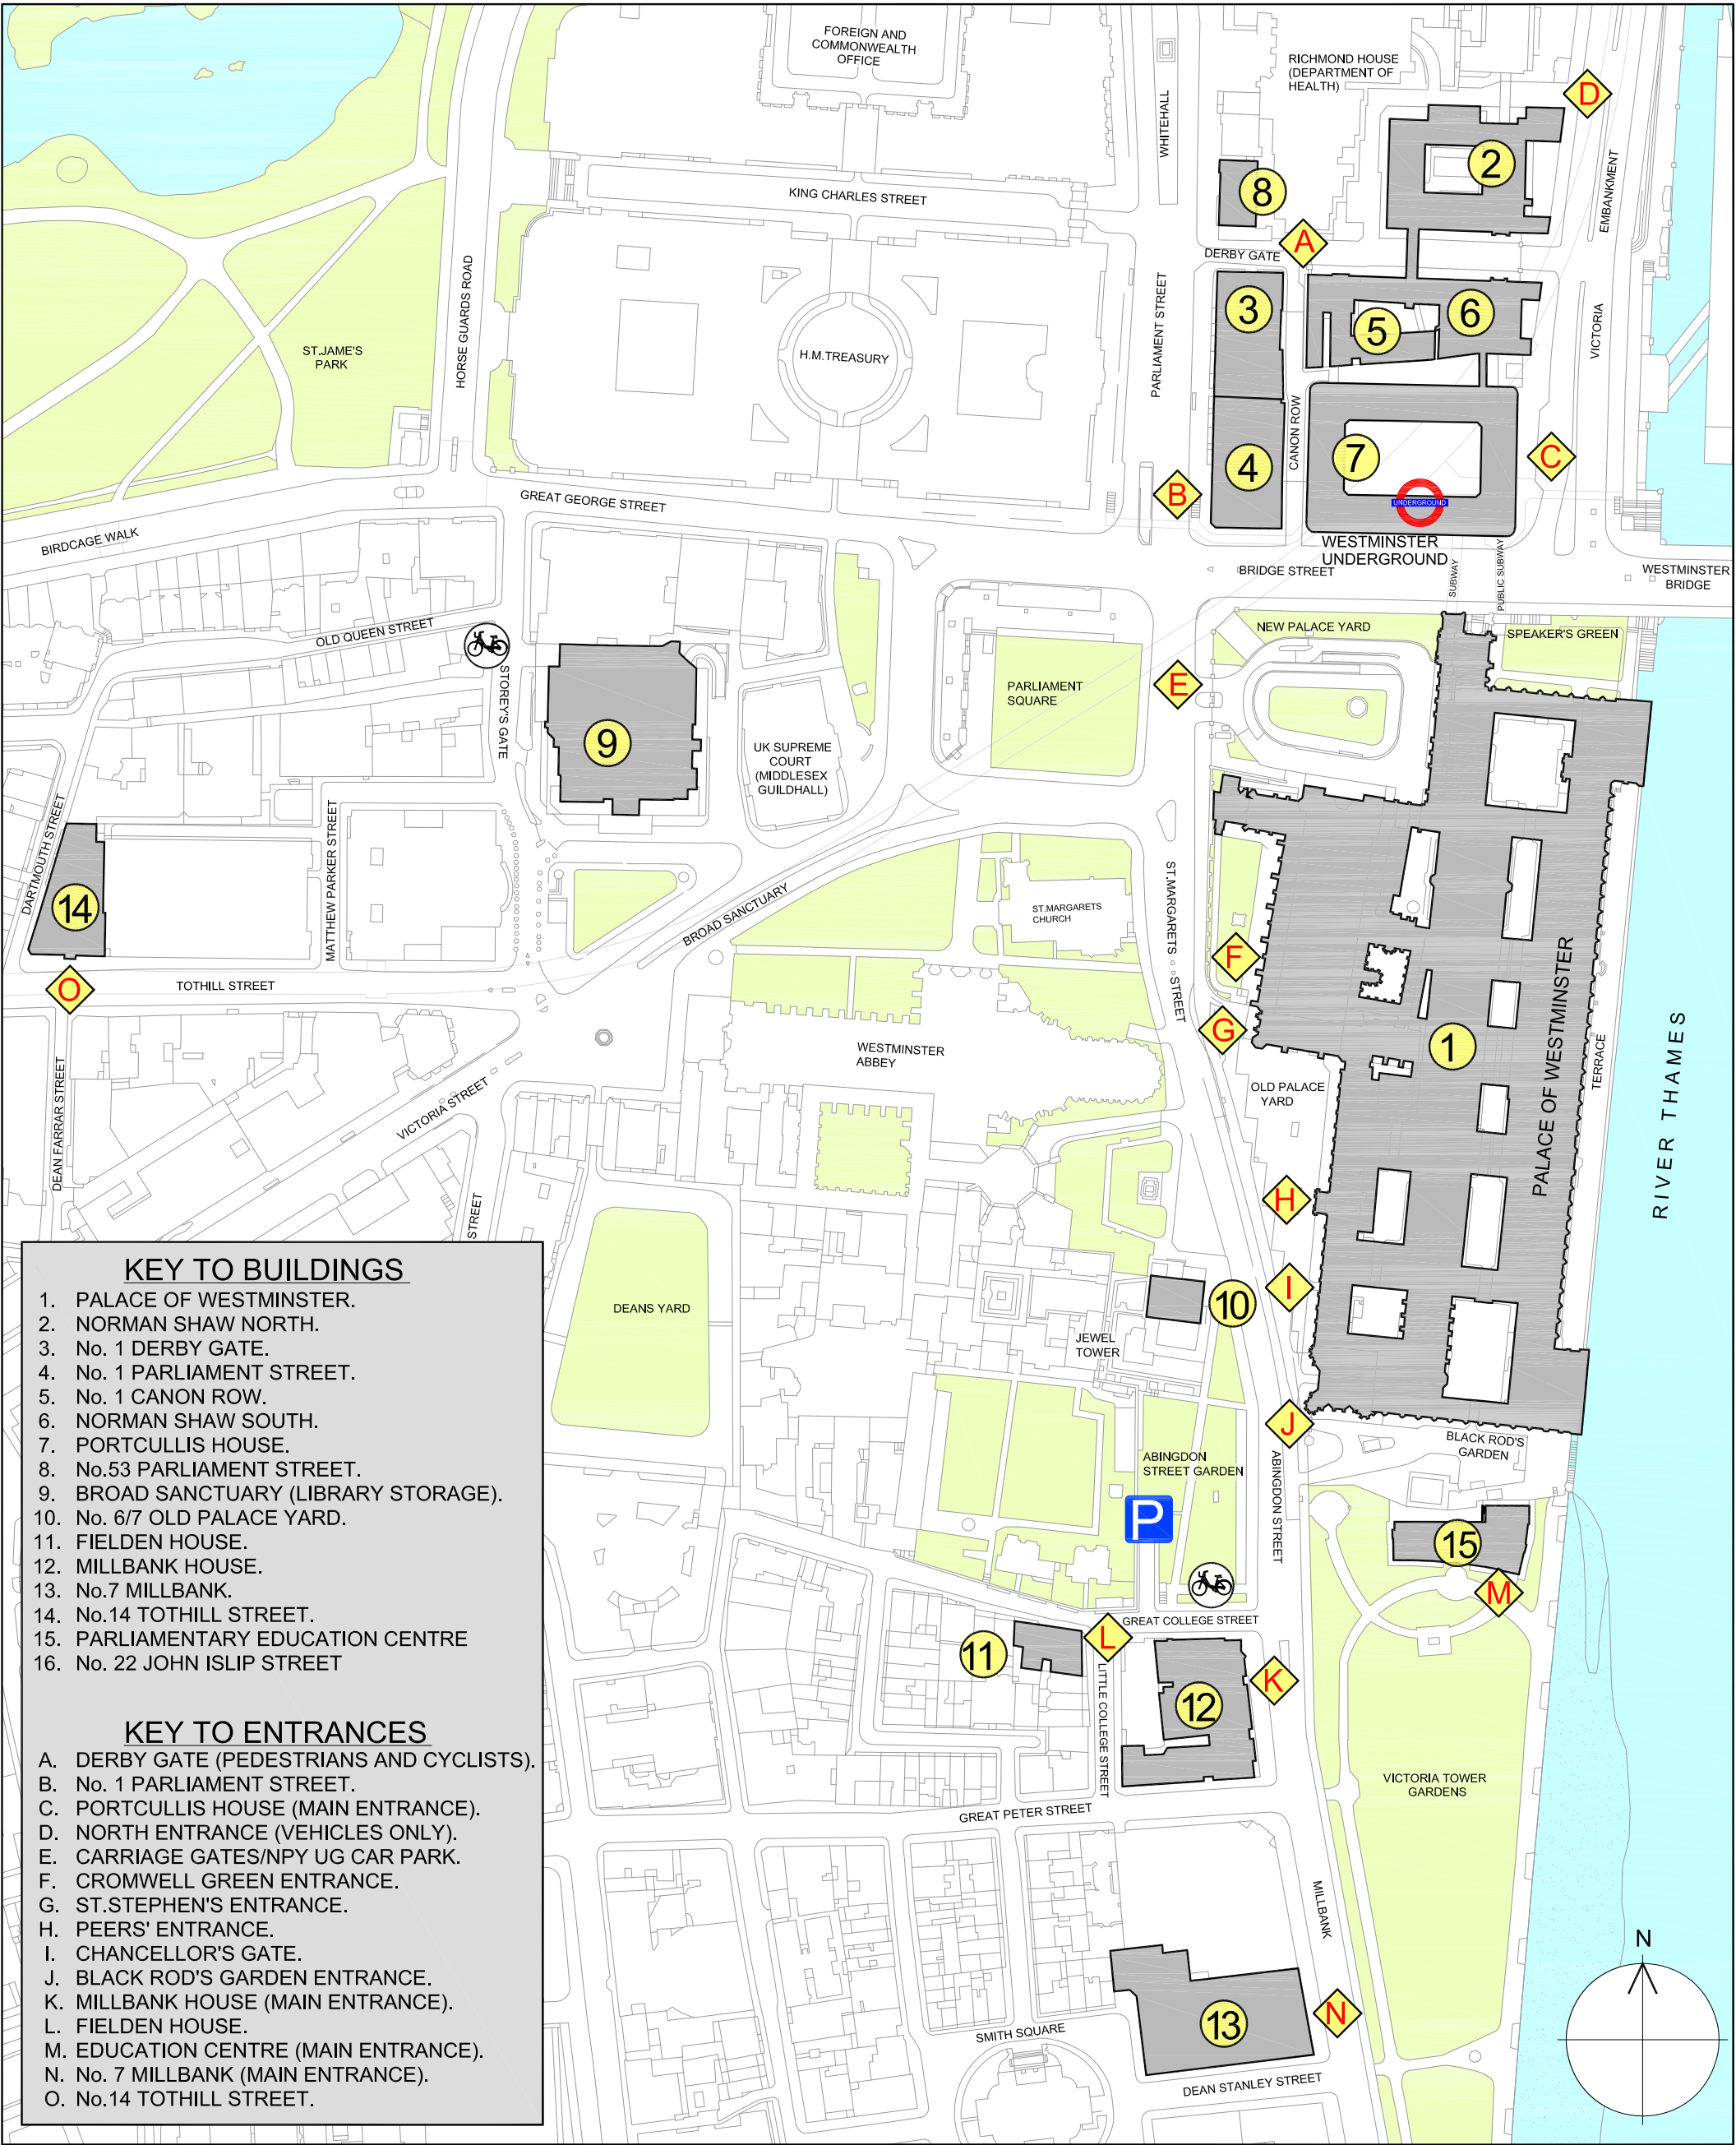 FOREIGN AND
COMMONWEALTH
OFFICE
WHITEHALL
RICHMOND HOUSE
(DEPARTMENT OF
HEALTH)
D
2
8
KING CHARLES STREET
EMBANKMENT
A
DERBY GATE
HORSE GUARDS ROAD
PARLIAMENT STREET
3
5
6
VICTORIA
ST.JAME'S
PARK
H.M.TREASURY
CANON ROW
4
7
C
B
UNDERGROUND
GREAT GEORGE STREET
BIRDCAGE WALK
WESTMINSTER
UNDERGROUND
BRIDGE STREET
SUBWAY
PUBLIC SUBWAY
WESTMINSTER
BRIDGE
OLD QUEEN STREET
NEW PALACE YARD
SPEAKER'S GREEN
STOREY'S GATE
PARLIAMENT
SQUARE
E
9
UK SUPREME
COURT
(MIDDLESEX
GUILDHALL)
DARTMOUTH STREET
MATTHEW PARKER STREET
14
BROAD SANCTUARY
ST.MARGARETS
CHURCH
ST.MARGARETS STREET
F
PALACE OF WESTMINSTER
O
TOTHILL STREET
G
WESTMINSTER
ABBEY
1
TERRACE
RIVER THAMES
OLD PALACE
YARD
DEAN FARRAR STREET
VICTORIA STREET
STREET
H
I
DEANS YARD
10
JEWEL
TOWER
J
BLACK ROD'S
GARDEN
ABINGDON
STREET GARDEN
ABINGDON STREET
P
15
M
GREAT COLLEGE STREET
L
11
K
12
LITTLE COLLEGE STREET
VICTORIA TOWER
GARDENS
GREAT PETER STREET
MILLBANK
N
13
N
SMITH SQUARE
DEAN STANLEY STREET
KEY TO BUILDINGS
1. PALACE OF WESTMINSTER.
2. NORMAN SHAW NORTH.
3. No. 1 DERBY GATE.
4. No. 1 PARLIAMENT STREET.
5. No. 1 CANON ROW.
6. NORMAN SHAW SOUTH.
7. PORTCULLIS HOUSE.
8. No.53 PARLIAMENT STREET.
9. BROAD SANCTUARY (LIBRARY STORAGE).
10. No. 6/7 OLD PALACE YARD.
11. FIELDEN HOUSE.
12. MILLBANK HOUSE.
13. No.7 MILLBANK.
14. No.14 TOTHILL STREET.
15. PARLIAMENTARY EDUCATION CENTRE
16. No. 22 JOHN ISLIP STREET
KEY TO ENTRANCES
A. DERBY GATE (PEDESTRIANS AND CYCLISTS).
B. No. 1 PARLIAMENT STREET.
C. PORTCULLIS HOUSE (MAIN ENTRANCE).
D. NORTH ENTRANCE (VEHICLES ONLY).
E. CARRIAGE GATES/NPY UG CAR PARK.
F. CROMWELL GREEN ENTRANCE.
G. ST.STEPHEN'S ENTRANCE.
H. PEERS' ENTRANCE.
I. CHANCELLOR'S GATE.
J. BLACK ROD'S GARDEN ENTRANCE.
K. MILLBANK HOUSE (MAIN ENTRANCE).
L. FIELDEN HOUSE.
M. EDUCATION CENTRE (MAIN ENTRANCE).
N. No. 7 MILLBANK (MAIN ENTRANCE).
O. No.14 TOTHILL STREET.